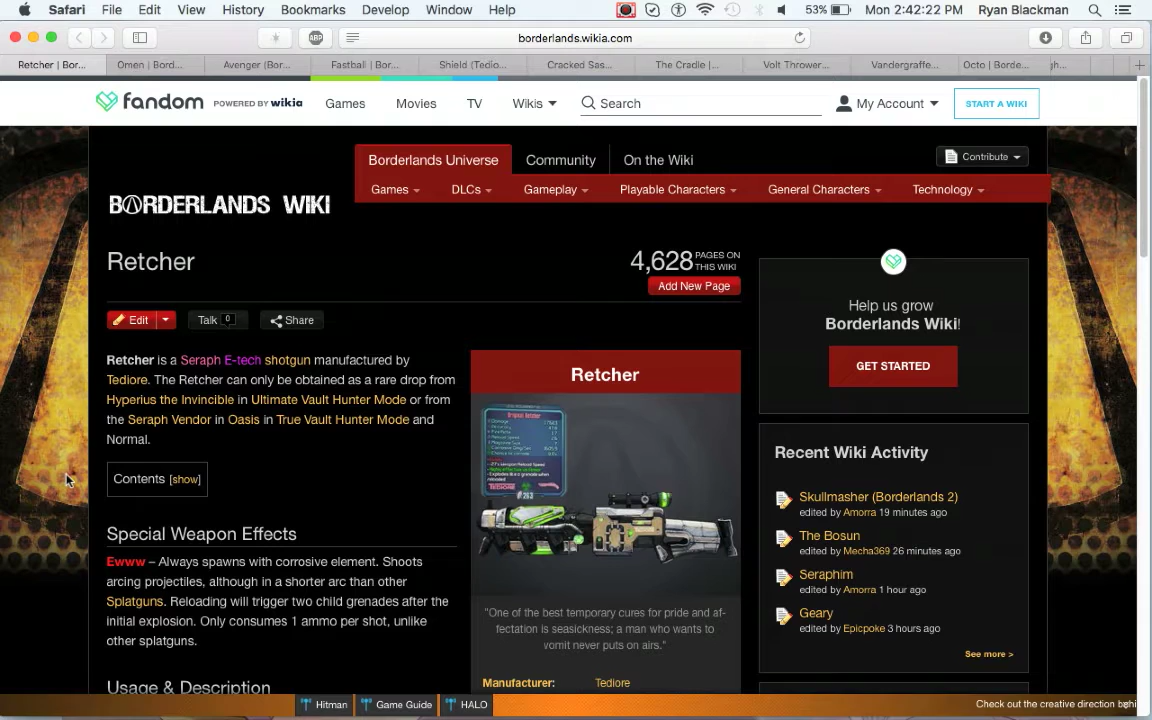 Safari File Edit View History Bookmarks Develop Window Help 53% Mon 2:42:22 PM Ryan Blackman
borderlands.wikia.com
Retcher | Bor... Omen | Bord... Avenger (Bor... Fastball | Bor... Shield (Tedio... Cracked Sas... The Cradle |... Volt Thrower... Vandergraffe... Octo | Borde...
fandom POWERED BY wikia Games Movies TV Wikis Search My Account START A WIKI
Borderlands Universe Community On the Wiki Contribute
Games DLCs Gameplay Playable Characters General Characters Technology
BORDERLANDS WIKI
Retcher
4,628 PAGES ON THIS WIKI
Add New Page
Edit Talk 0 Share
Retcher is a Seraph E-tech shotgun manufactured by
Tediore. The Retcher can only be obtained as a rare drop from
Hyperius the Invincible in Ultimate Vault Hunter Mode or from
the Seraph Vendor in Oasis in True Vault Hunter Mode and
Normal.
Contents [show]
Special Weapon Effects
Ewww – Always spawns with corrosive element. Shoots
arcing projectiles, although in a shorter arc than other
Splatguns. Reloading will trigger two child grenades after the
initial explosion. Only consumes 1 ammo per shot, unlike
other splatguns.
Usage & Description
Retcher
"One of the best temporary cures for pride and af-
fectation is seasickness; a man who wants to
vomit never puts on airs."
Manufacturer: Tediore
Help us grow
Borderlands Wiki!
GET STARTED
Recent Wiki Activity
Skullmasher (Borderlands 2)
edited by Amorra 19 minutes ago
The Bosun
edited by Mecha369 26 minutes ago
Seraphim
edited by Amorra 1 hour ago
Geary
edited by Epicpoke 3 hours ago
See more >
Hitman Game Guide HALO
Check out the creative direction behi